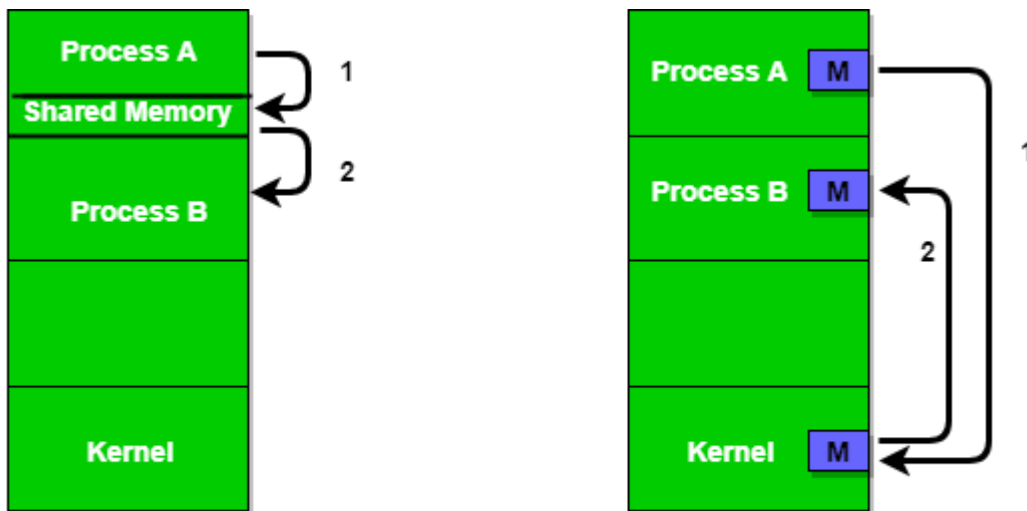 Process A
1
Shared Memory
2
Process B
Kernel
Process A M
1
Process B M
2
Kernel M